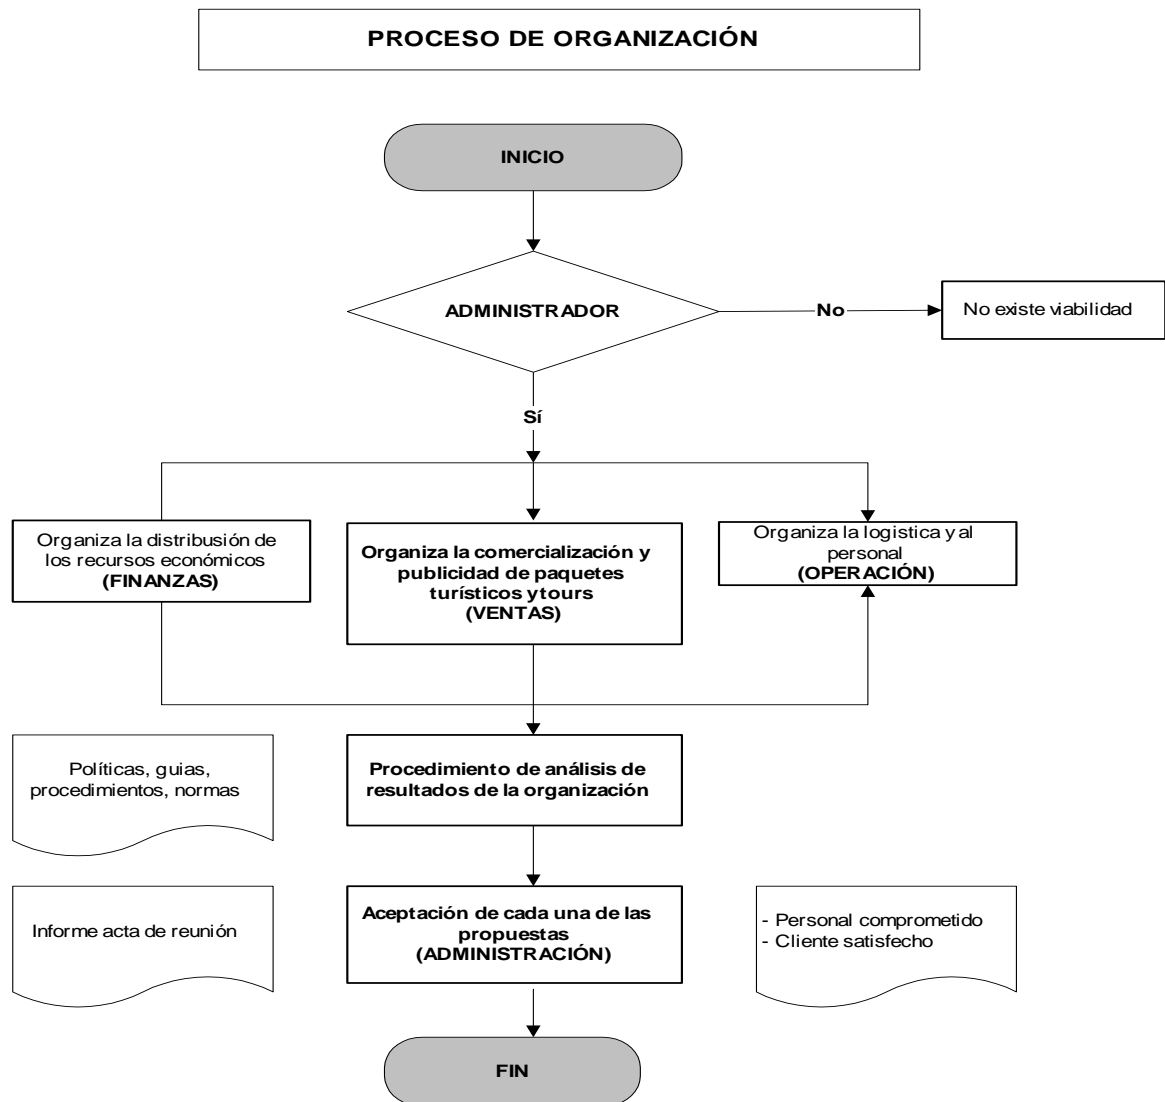 PROCESO DE ORGANIZACIÓN
INICIO
ADMINISTRADOR
No
No existe viabilidad
Sí
Organiza la distribusión de
los recursos económicos
(FINANZAS)
Organiza la comercialización y
publicidad de paquetes
turísticos y tours
(VENTAS)
Organiza la logistica y al
personal
(OPERACIÓN)
Políticas, guias,
procedimientos, normas
Procedimiento de análisis de
resultados de la organización
Informe acta de reunión
Aceptación de cada una de las
propuestas
(ADMINISTRACIÓN)
- Personal comprometido
- Cliente satisfecho
FIN